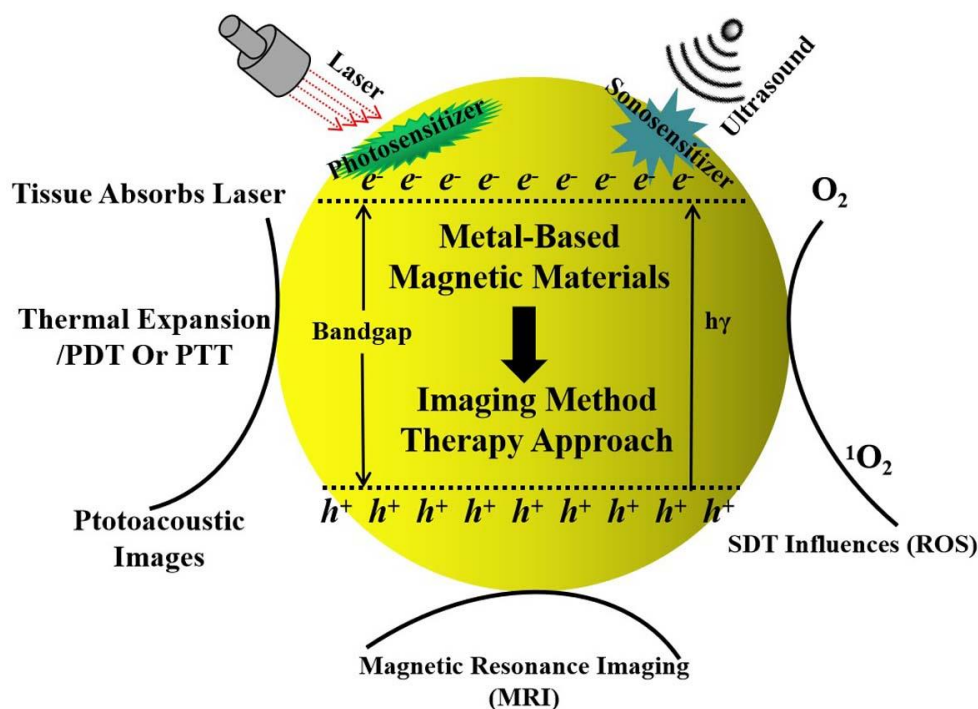 Laser
Ultrasound
Photosensitizer
Sonosensitizer
e- e- e- e- e- e- e- e- e-
Tissue Absorbs Laser
O₂
Metal-Based
Magnetic Materials
Thermal Expansion
/PDT Or PTT
Bandgap
hγ
Imaging Method
Therapy Approach
¹O₂
h⁺ h⁺ h⁺ h⁺ h⁺ h⁺ h⁺ h⁺ h⁺
Ptotoacoustic
Images
SDT Influences (ROS)
Magnetic Resonance Imaging
(MRI)